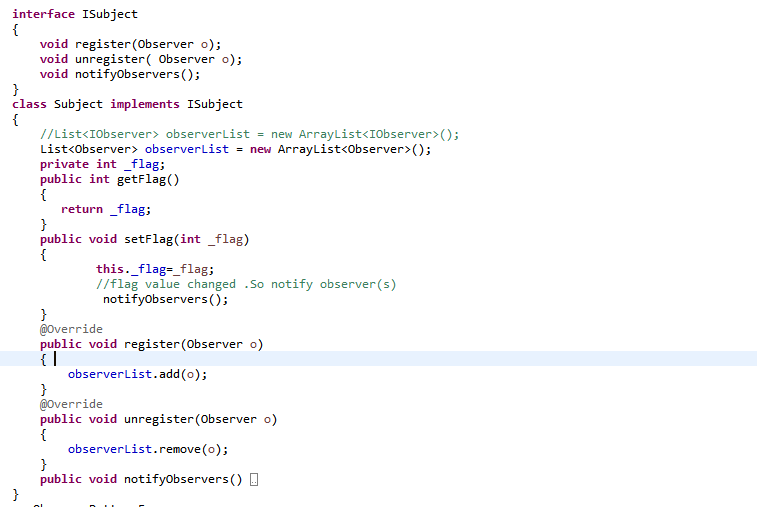 interface ISubject
{
void register(Observer o);
void unregister( Observer o);
void notifyObservers();
}
class Subject implements ISubject
{
//List<IObserver> observerList = new ArrayList<IObserver>();
List<Observer> observerList = new ArrayList<Observer>();
private int _flag;
public int getFlag()
{
return _flag;
}
public void setFlag(int _flag)
{
this._flag=_flag;
//flag value changed .So notify observer(s)
notifyObservers();
}
@Override
public void register(Observer o)
{
observerList.add(o);
}
@Override
public void unregister(Observer o)
{
observerList.remove(o);
}
public void notifyObservers()
}